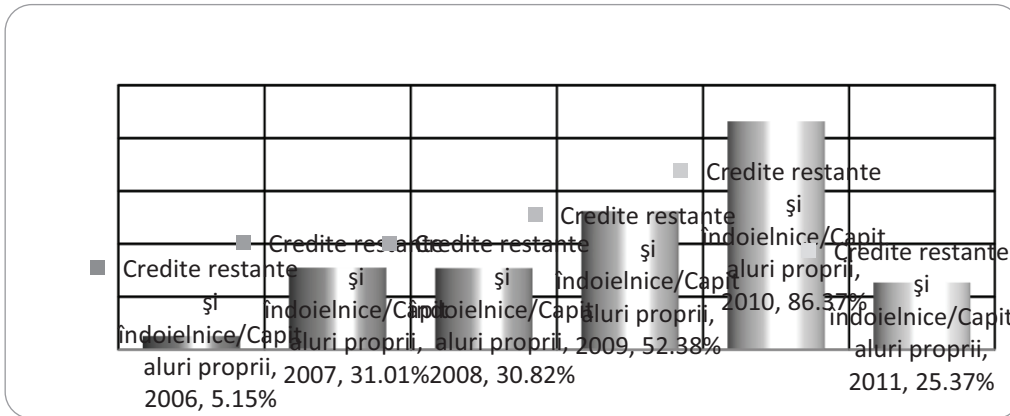 Credite restante
şi
îndoielnice/Capit
aluri proprii,
2006, 5.15%
Credite restante
şi
îndoielnice/Capit
aluri proprii,
2007, 31.01%
Credite restante
şi
îndoielnice/Capit
aluri proprii,
2008, 30.82%
Credite restante
şi
îndoielnice/Capit
aluri proprii,
2009, 52.38%
Credite restante
şi
îndoielnice/Capit
aluri proprii,
2010, 86.37%
Credite restante
şi
îndoielnice/Capit
aluri proprii,
2011, 25.37%